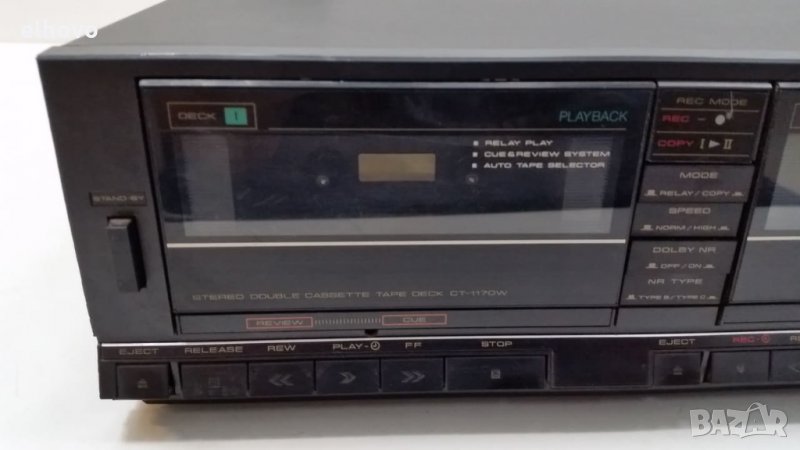 elhovo
DECK I
PLAYBACK
RELAY PLAY
CUE & REVIEW SYSTEM
AUTO TAPE SELECTOR
STAND-BY
STEREO DOUBLE CASSETTE TAPE DECK CT-1170W
REVIEW CUE
REC MODE
REC -
COPY I ▶ II
MODE
RELAY/COPY
SPEED
NORM/HIGH
DOLBY NR
OFF/ON
NR TYPE
TYPE B/TYPE C
EJECT RELEASE REW PLAY- FF STOP EJECT REC-
BAZAR